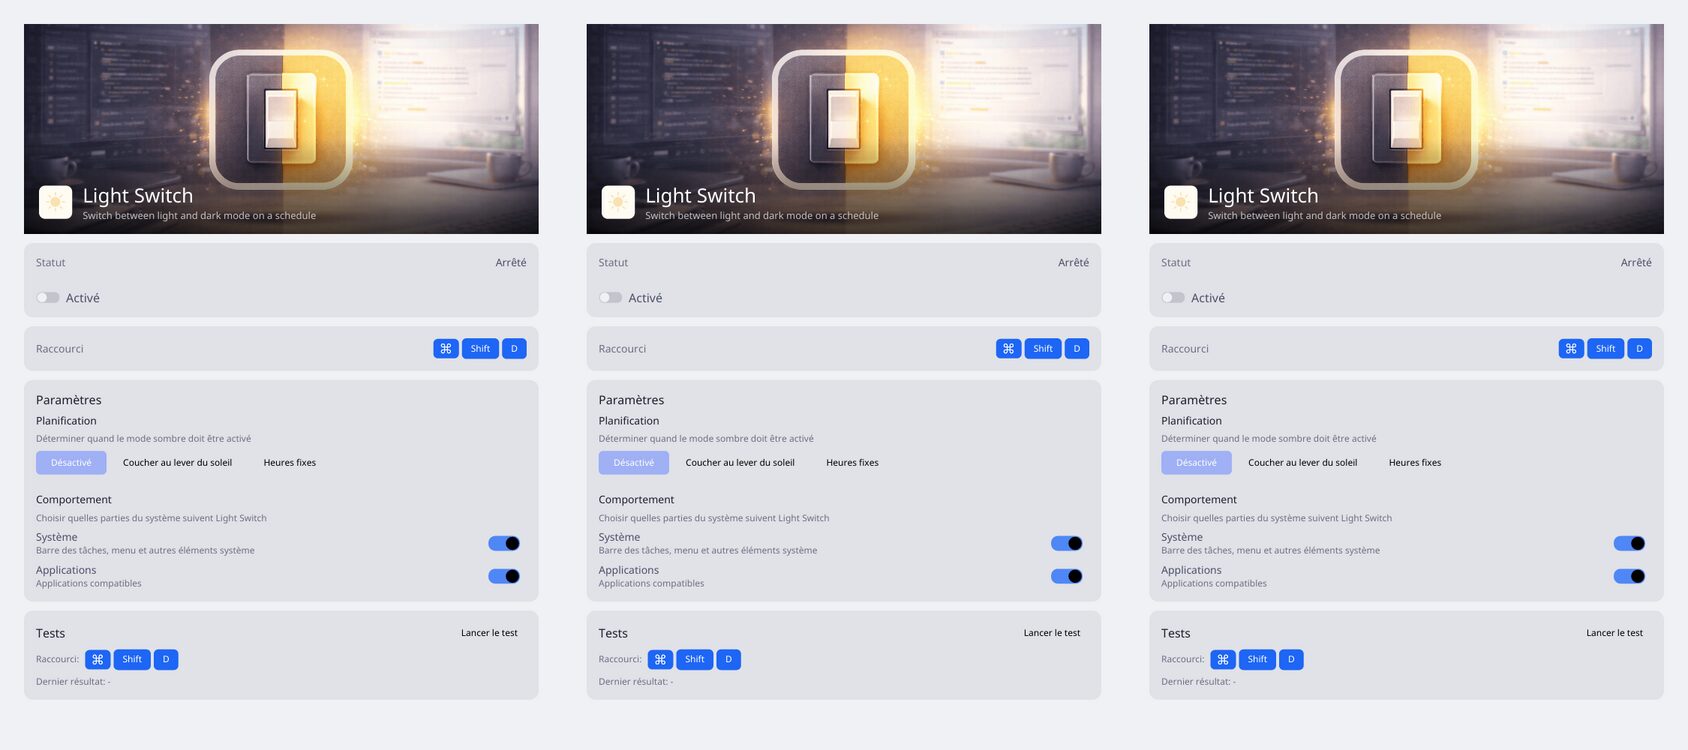 Light Switch
Switch between light and dark mode on a schedule
Statut
Arrêté
Activé
Raccourci
⌘ Shift D
Paramètres
Planification
Déterminer quand le mode sombre doit être activé
Désactivé Coucher au lever du soleil Heures fixes
Comportement
Choisir quelles parties du système suivent Light Switch
Système
Barre des tâches, menu et autres éléments système
Applications
Applications compatibles
Tests
Lancer le test
Raccourci: ⌘ Shift D
Dernier résultat: -
Light Switch
Switch between light and dark mode on a schedule
Statut
Arrêté
Activé
Raccourci
⌘ Shift D
Paramètres
Planification
Déterminer quand le mode sombre doit être activé
Désactivé Coucher au lever du soleil Heures fixes
Comportement
Choisir quelles parties du système suivent Light Switch
Système
Barre des tâches, menu et autres éléments système
Applications
Applications compatibles
Tests
Lancer le test
Raccourci: ⌘ Shift D
Dernier résultat: -
Light Switch
Switch between light and dark mode on a schedule
Statut
Arrêté
Activé
Raccourci
⌘ Shift D
Paramètres
Planification
Déterminer quand le mode sombre doit être activé
Désactivé Coucher au lever du soleil Heures fixes
Comportement
Choisir quelles parties du système suivent Light Switch
Système
Barre des tâches, menu et autres éléments système
Applications
Applications compatibles
Tests
Lancer le test
Raccourci: ⌘ Shift D
Dernier résultat: -